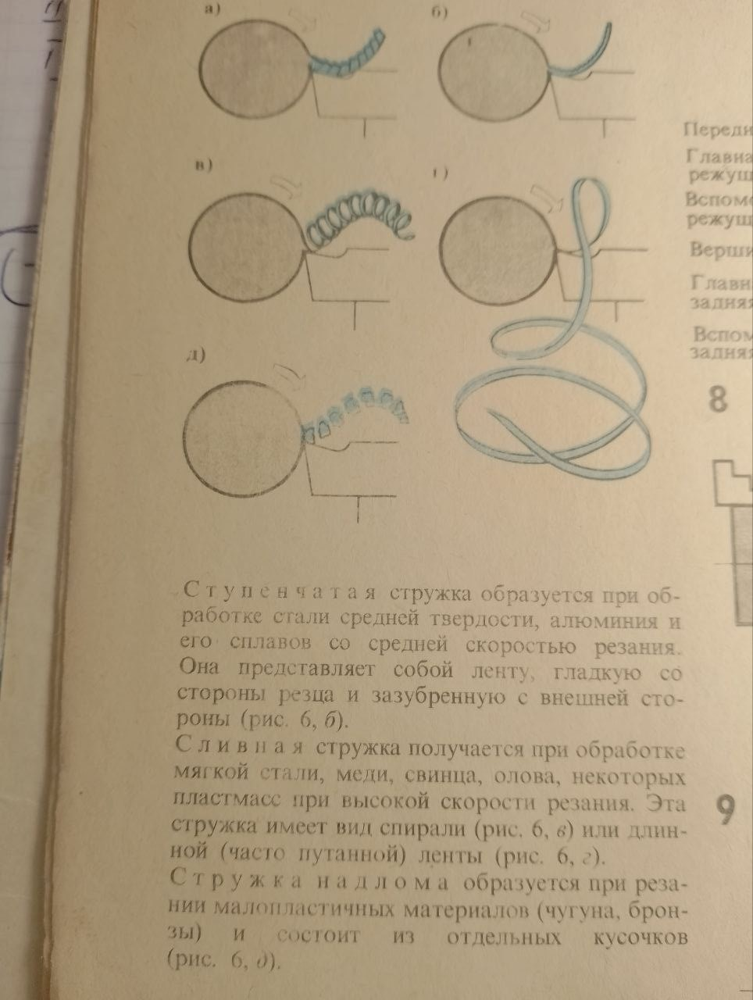 а)
б)
в)
г)
д)
Ступенчатая стружка образуется при об-
работке стали средней твердости, алюминия и
его сплавов со средней скоростью резания.
Она представляет собой ленту, гладкую со
стороны резца и зазубренную с внешней сто-
роны (рис. 6, б).
Сливная стружка получается при обработке
мягкой стали, меди, свинца, олова, некоторых
пластмасс при высокой скорости резания. Эта
стружка имеет вид спирали (рис. 6, в) или длин-
ной (часто путанной) ленты (рис. 6, г).
Стружка надлома образуется при реза-
нии малопластичных материалов (чугуна, брон-
зы) и состоит из отдельных кусочков
(рис. 6, д).
Передн
Главна
режущ
Вспомо
режущ
Верши
Главн
задняя
Вспом
задняя
8
9